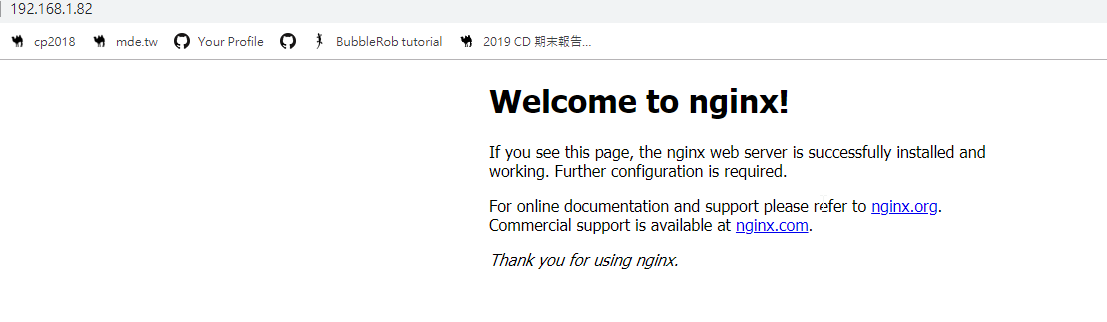 192.168.1.82
cp2018 mde.tw Your Profile BubbleRob tutorial 2019 CD 期末報告...
Welcome to nginx!
If you see this page, the nginx web server is successfully installed and
working. Further configuration is required.
For online documentation and support please refer to nginx.org.
Commercial support is available at nginx.com.
Thank you for using nginx.